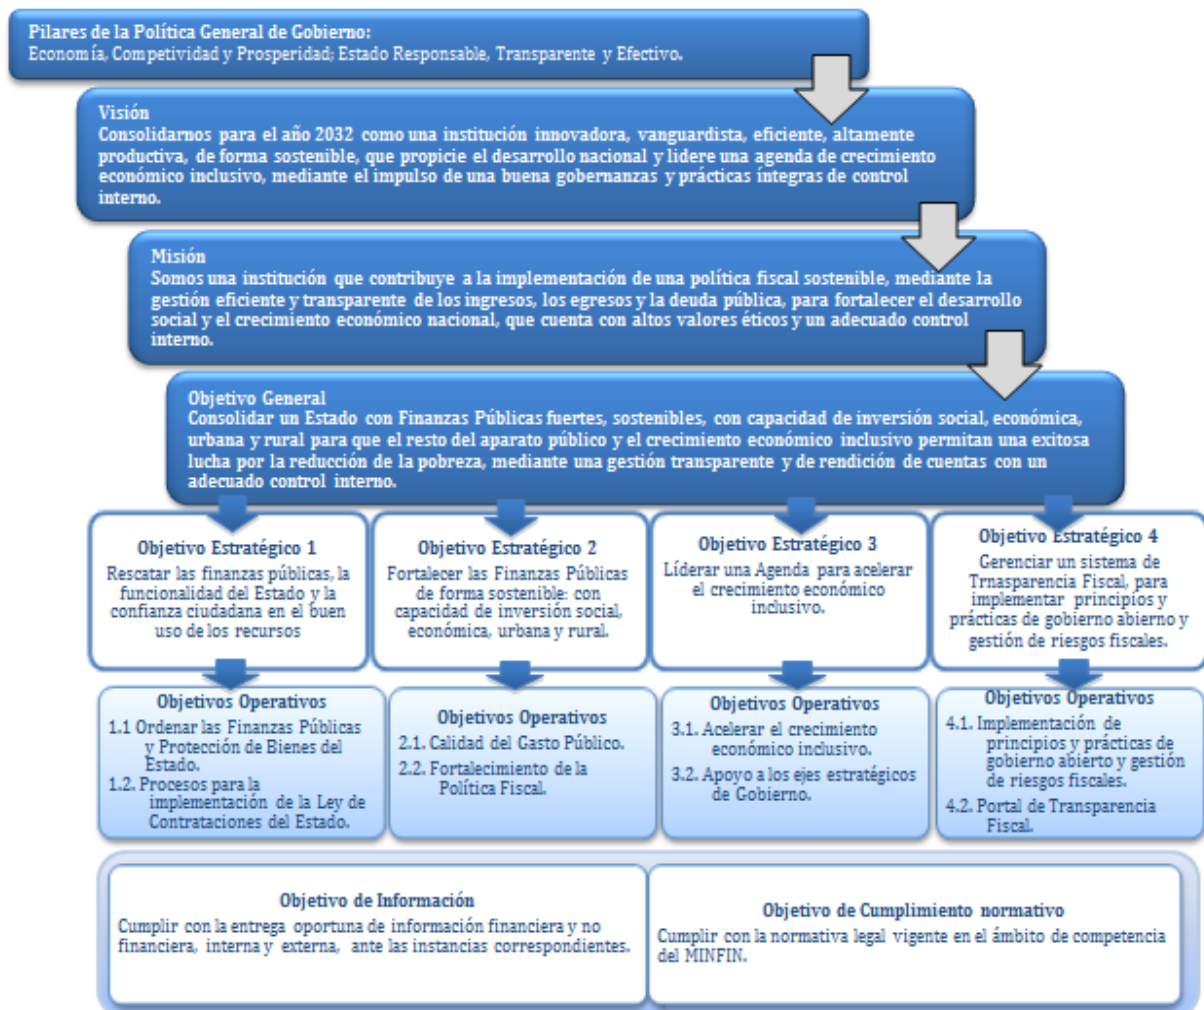 Pilares de la Política General de Gobierno:
Economía, Competividad y Prosperidad; Estado Responsable, Transparente y Efectivo.
Visión
Consolidarnos para el año 2032 como una institución innovadora, vanguardista, eficiente, altamente
productiva, de forma sostenible, que propicie el desarrollo nacional y lidere una agenda de crecimiento
económico inclusivo, mediante el impulso de una buena gobernanzas y prácticas íntegras de control
interno.
Misión
Somos una institución que contribuye a la implementación de una política fiscal sostenible, mediante la
gestión eficiente y transparente de los ingresos, los egresos y la deuda pública, para fortalecer el desarrollo
social y el crecimiento económico nacional, que cuenta con altos valores éticos y un adecuado control
interno.
Objetivo General
Consolidar un Estado con Finanzas Públicas fuertes, sostenibles, con capacidad de inversión social, económica,
urbana y rural para que el resto del aparato público y el crecimiento económico inclusivo permitan una exitosa
lucha por la reducción de la pobreza, mediante una gestión transparente y de rendición de cuentas con un
adecuado control interno.
Objetivo Estratégico 1
Rescatar las finanzas públicas, la
funcionalidad del Estado y la
confianza ciudadana en el buen
uso de los recursos
Objetivo Estratégico 2
Fortalecer las Finanzas Públicas
de forma sostenible: con
capacidad de inversión social,
económica, urbana y rural.
Objetivo Estratégico 3
Líderar una Agenda para acelerar
el crecimiento económico
inclusivo.
Objetivo Estratégico 4
Gerenciar un sistema de
Trnasparencia Fiscal, para
implementar principios y
prácticas de gobierno abierno y
gestión de riesgos fiscales.
Objetivos Operativos
1.1 Ordenar las Finanzas Públicas
y Protección de Bienes del
Estado.
1.2. Procesos para la
implementación de la Ley de
Contrataciones del Estado.
Objetivos Operativos
2.1. Calidad del Gasto Público.
2.2. Fortalecimiento de la
Política Fiscal.
Objetivos Operativos
3.1. Acelerar el crecimiento
económico inclusivo.
3.2. Apoyo a los ejes estratégicos
de Gobierno.
Objetivos Operativos
4.1. Implementación de
principios y prácticas de
gobierno abierto y gestión
de riesgos fiscales.
4.2. Portal de Transparencia
Fiscal.
Objetivo de Información
Cumplir con la entrega oportuna de información financiera y no
financiera, interna y externa, ante las instancias correspondientes.
Objetivo de Cumplimiento normativo
Cumplir con la normativa legal vigente en el ámbito de competencia
del MINFIN.